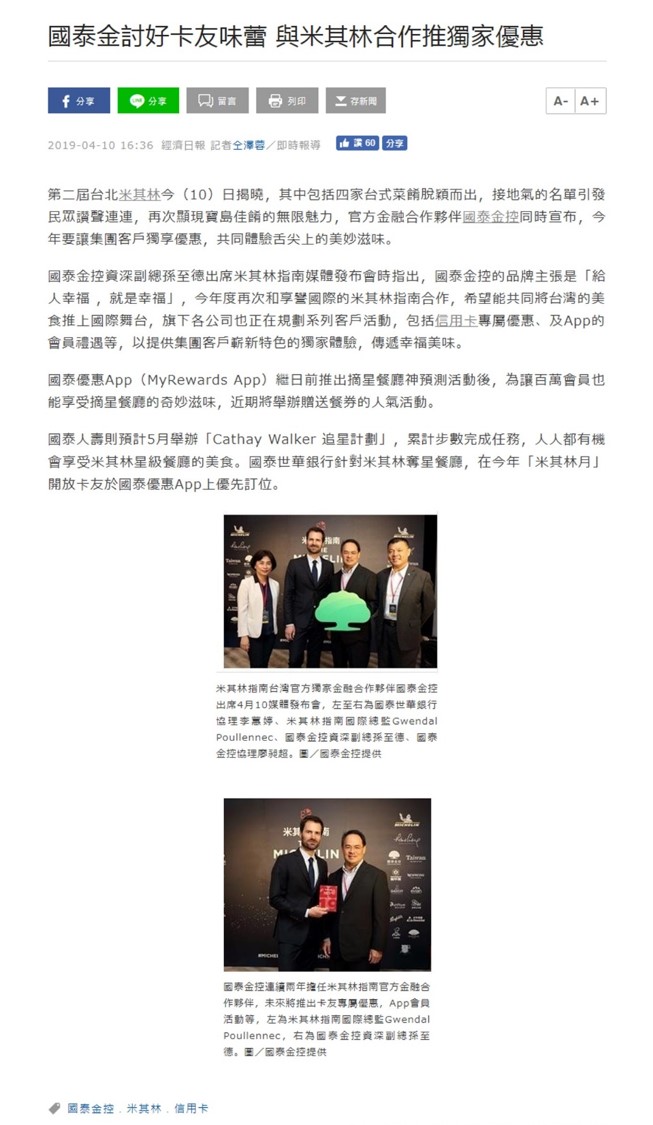 國泰金討好卡友味蕾 與米其林合作推獨家優惠
分享
分享
留言
列印
存新聞
A-
A+
2019-04-10 16:36 經濟日報 記者仝澤蓉／即時報導
讚 60
分享
第二屆台北米其林今（10）日揭曉，其中包括四家台式菜餚脫穎而出，接地氣的名單引發
民眾讚聲連連，再次顯現寶島佳餚的無限魅力，官方金融合作夥伴國泰金控同時宣布，今
年要讓集團客戶獨享優惠，共同體驗舌尖上的美妙滋味。
國泰金控資深副總孫至德出席米其林指南媒體發布會時指出，國泰金控的品牌主張是「給
人幸福 ，就是幸福」，今年度再次和享譽國際的米其林指南合作，希望能共同將台灣的美
食推上國際舞台，旗下各公司也正在規劃系列客戶活動，包括信用卡專屬優惠、及App的
會員禮遇等，以提供集團客戶嶄新特色的獨家體驗，傳遞幸福美味。
國泰優惠App（MyRewards App）繼日前推出摘星餐廳神預測活動後，為讓百萬會員也
能享受摘星餐廳的奇妙滋味，近期將舉辦贈送餐券的人氣活動。
國泰人壽則預計5月舉辦「Cathay Walker 追星計劃」，累計步數完成任務，人人都有機
會享受米其林星級餐廳的美食。國泰世華銀行針對米其林奪星餐廳，在今年「米其林月」
開放卡友於國泰優惠App上優先訂位。
米其林指南台灣官方獨家金融合作夥伴國泰金控
出席4月10媒體發布會，左至右為國泰世華銀行
協理李蕙婷、米其林指南國際總監Gwendal
Poullennec、國泰金控資深副總孫至德、國泰
金控協理廖昶超。圖／國泰金控提供
米其林指南
MICHELIN
國泰金控連續兩年擔任米其林指南官方金融合
作夥伴，未來將推出卡友專屬優惠，App會員
活動等，左為米其林指南國際總監Gwendal
Poullennec，右為國泰金控資深副總孫至
德。圖／國泰金控提供
國泰金控﹒米其林﹒信用卡